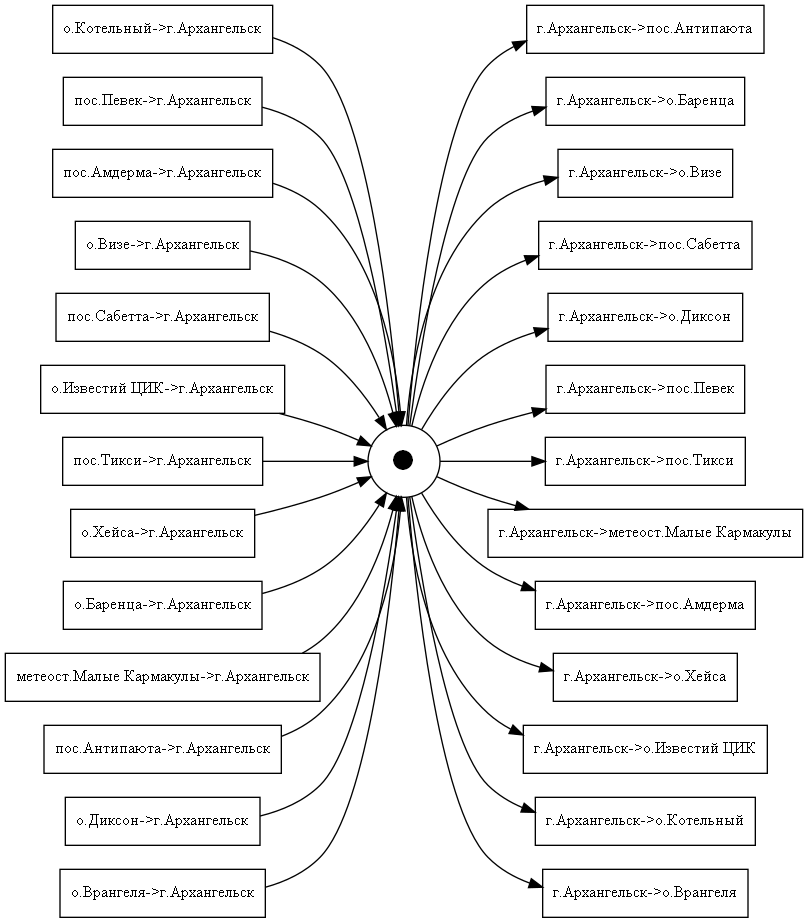 о.Котельный->г.Архангельск
пос.Певек->г.Архангельск
пос.Амдерма->г.Архангельск
о.Визе->г.Архангельск
пос.Сабетта->г.Архангельск
о.Известий ЦИК->г.Архангельск
пос.Тикси->г.Архангельск
о.Хейса->г.Архангельск
о.Баренца->г.Архангельск
метеост.Малые Кармакулы->г.Архангельск
пос.Антипаюта->г.Архангельск
о.Диксон->г.Архангельск
о.Врангеля->г.Архангельск
г.Архангельск->пос.Антипаюта
г.Архангельск->о.Баренца
г.Архангельск->о.Визе
г.Архангельск->пос.Сабетта
г.Архангельск->о.Диксон
г.Архангельск->пос.Певек
г.Архангельск->пос.Тикси
г.Архангельск->метеост.Малые Кармакулы
г.Архангельск->пос.Амдерма
г.Архангельск->о.Хейса
г.Архангельск->о.Известий ЦИК
г.Архангельск->о.Котельный
г.Архангельск->о.Врангеля